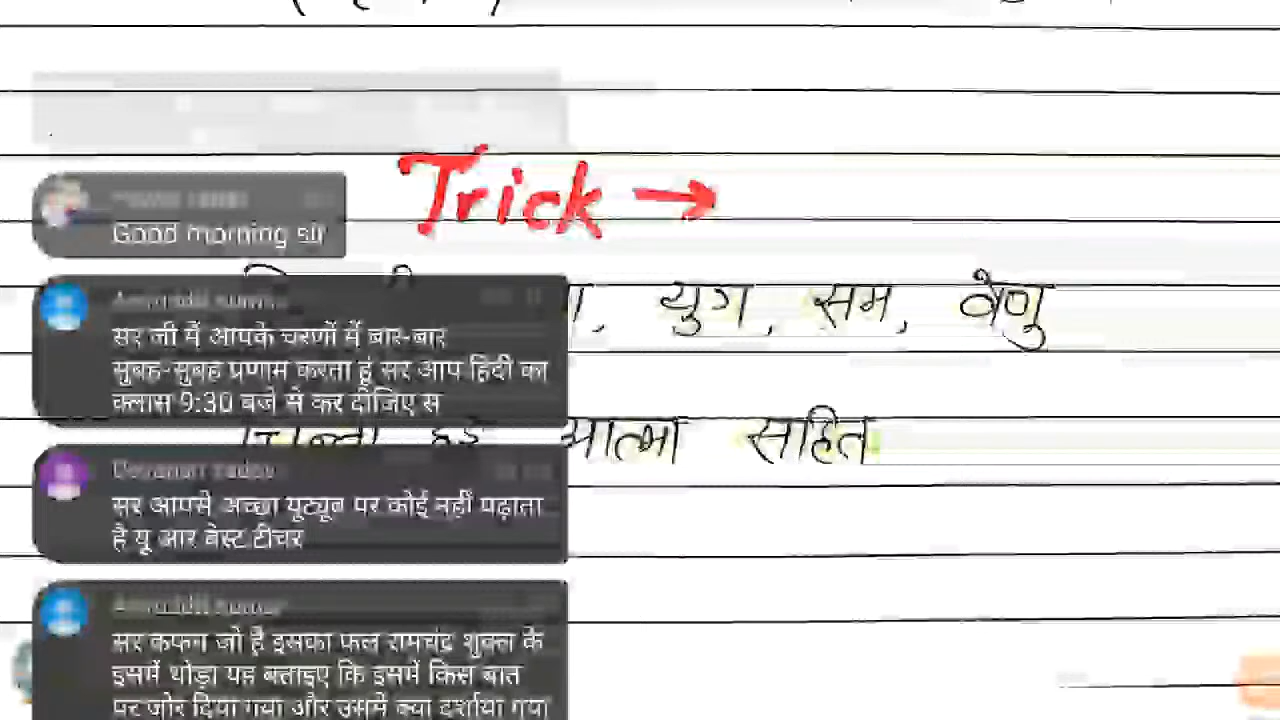 Trick →
Good morning sir
युग, सम, वेणु
सर जी मैं आपके चरणों में बार-बार
सुबह-सुबह प्रणाम करता हूं सर आप हिंदी का
क्लास 9:30 बजे से कर दीजिए स
आत्मा सहित
सर आपसे अच्छा यूट्यूब पर कोई नहीं पढ़ाता
है यू आर बेस्ट टीचर
सर कफन जो है इसका फल रामचंद्र शुक्ल के
इसमें थोड़ा यह बताइए कि इसमें किस बात
पर जोर दिया गया और उसमें क्या दर्शाया गया